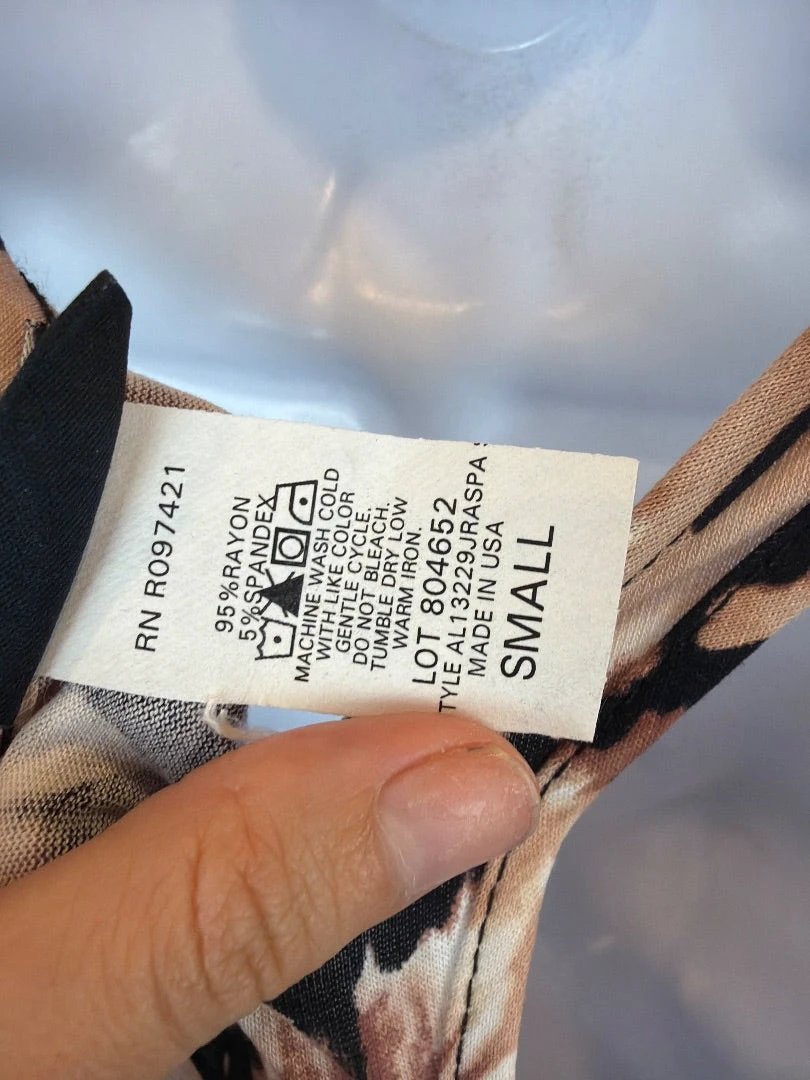 RN R097421
95%RAYON
5%SPANDEX
MACHINE WASH COLD
WITH LIKE COLOR
GENTLE CYCLE.
DO NOT BLEACH.
TUMBLE DRY LOW
WARM IRON.
LOT 804652
TYLE AL13229JRASPA S
MADE IN USA
SMALL